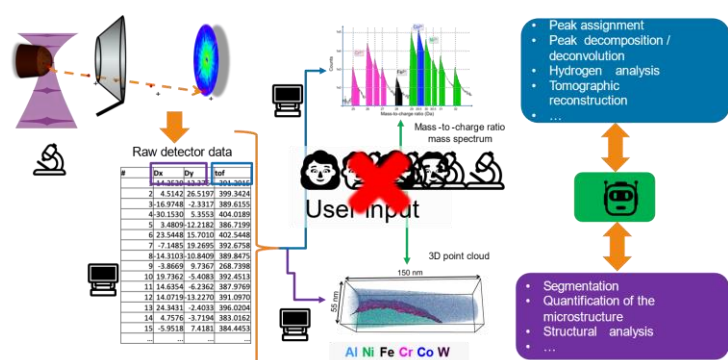 Raw detector data
# Dx Dy tof
2 4.5142 26.5197 399.3424
3 -16.9748 -2.3317 389.6155
4 -30.1530 5.3553 404.0189
5 3.4809 -12.2182 386.7199
6 23.5448 15.7010 402.5448
7 -7.1485 19.2695 392.6758
8 -14.3103 -10.8409 389.8475
9 -3.8669 9.7367 268.7398
10 19.7362 -5.4083 392.4513
11 14.6354 -6.2362 387.9769
12 14.0719 -13.2270 391.0970
13 24.3431 -2.4033 396.0204
14 4.7576 -3.7194 383.0162
15 -5.9518 7.4181 384.4453
... ...
Counts
Mass-to-charge ratio (Da)
Mass-to-charge ratio
mass spectrum
User input
3D point cloud
150 nm
55 nm
Al Ni Fe Cr Co W
• Peak assignment
• Peak decomposition /
deconvolution
• Hydrogen analysis
• Tomographic
reconstruction
• ...
• Segmentation
• Quantification of the
microstructure
• Structural analysis
• ...